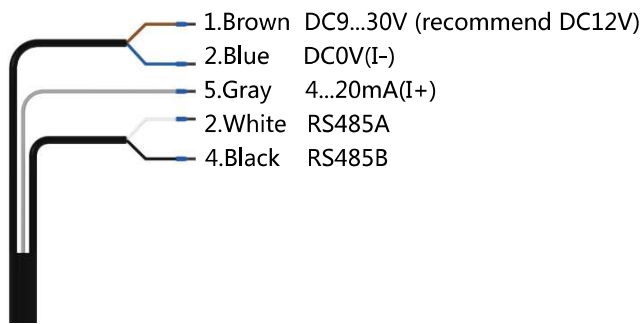 1.Brown DC9...30V (recommend DC12V)
2.Blue DC0V(I-)
5.Gray 4...20mA(I+)
2.White RS485A
4.Black RS485B